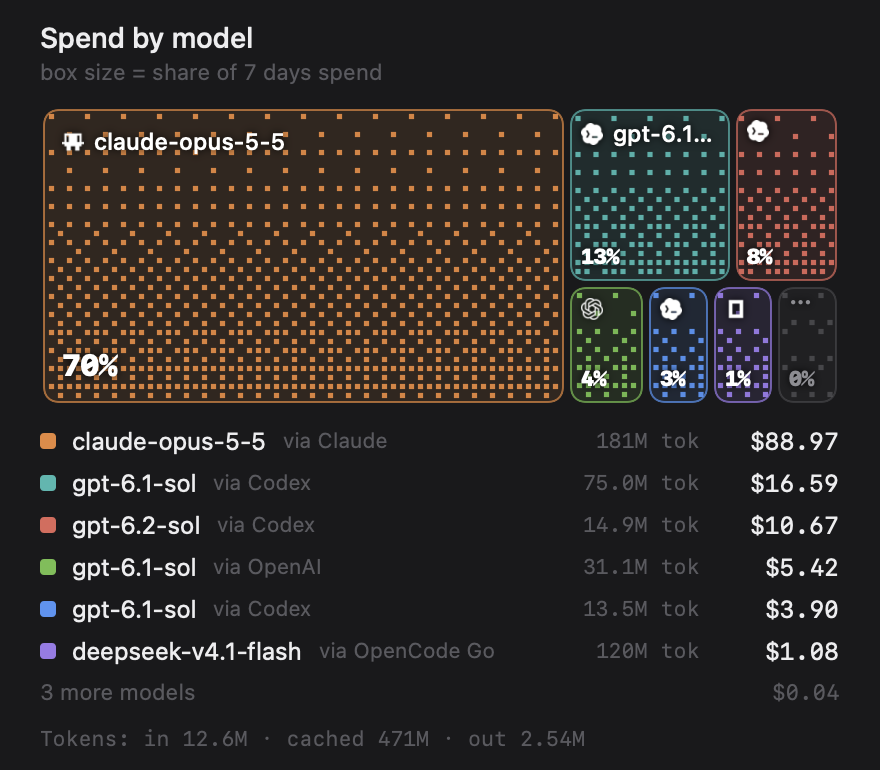 Spend by model
box size = share of 7 days spend
claude-opus-5-5
gpt-6.1...
70%
13%
8%
...
4%
3%
1%
0%
claude-opus-5-5 via Claude 181M tok $88.97
gpt-6.1-sol via Codex 75.0M tok $16.59
gpt-6.2-sol via Codex 14.9M tok $10.67
gpt-6.1-sol via OpenAI 31.1M tok $5.42
gpt-6.1-sol via Codex 13.5M tok $3.90
deepseek-v4.1-flash via OpenCode Go 120M tok $1.08
3 more models $0.04
Tokens: in 12.6M · cached 471M · out 2.54M